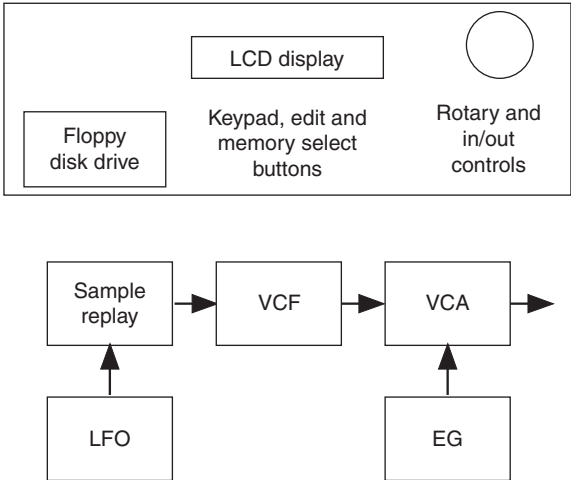 LCD display
Floppy
disk drive
Keypad, edit and
memory select
buttons
Rotary and
in/out
controls
Sample
replay
VCF
VCA
LFO
EG